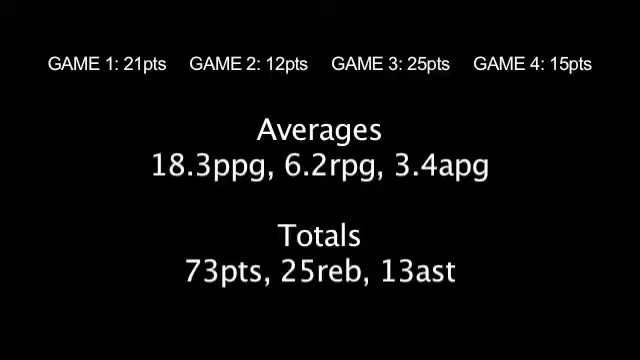 GAME 1: 21pts GAME 2: 12pts GAME 3: 25pts GAME 4: 15pts
Averages
18.3ppg, 6.2rpg, 3.4apg
Totals
73pts, 25reb, 13ast